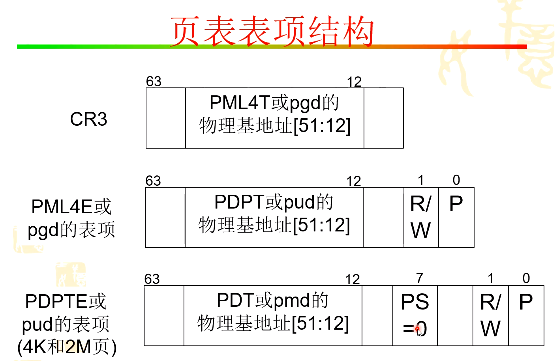 页表表项结构
63 12
CR3
PML4T或pgd的
物理基地址[51:12]
63 12 1 0
PML4E或
pgd的表项
PDPT或pud的
物理基地址[51:12]
R/
W
P
63 12 7 1 0
PDPTE或
pud的表项
(4K和2M页)
PDT或pmd的
物理基地址[51:12]
PS
=0
R/
W
P